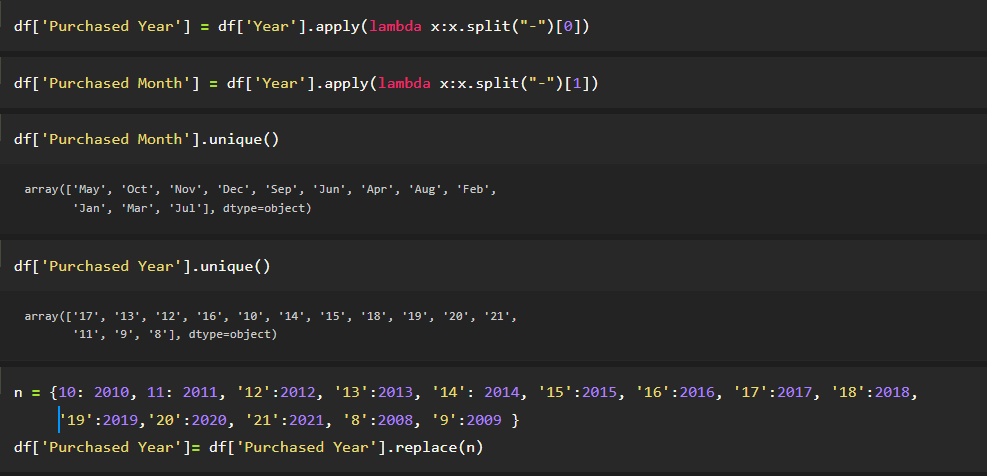 df['Purchased Year'] = df['Year'].apply(lambda x:x.split("-")[0])
df['Purchased Month'] = df['Year'].apply(lambda x:x.split("-")[1])
df['Purchased Month'].unique()
array(['May', 'Oct', 'Nov', 'Dec', 'Sep', 'Jun', 'Apr', 'Aug', 'Feb',
'Jan', 'Mar', 'Jul'], dtype=object)
df['Purchased Year'].unique()
array(['17', '13', '12', '16', '10', '14', '15', '18', '19', '20', '21',
'11', '9', '8'], dtype=object)
n = {10: 2010, 11: 2011, '12':2012, '13':2013, '14': 2014, '15':2015, '16':2016, '17':2017, '18':2018,
'19':2019,'20':2020, '21':2021, '8':2008, '9':2009 }
df['Purchased Year']= df['Purchased Year'].replace(n)